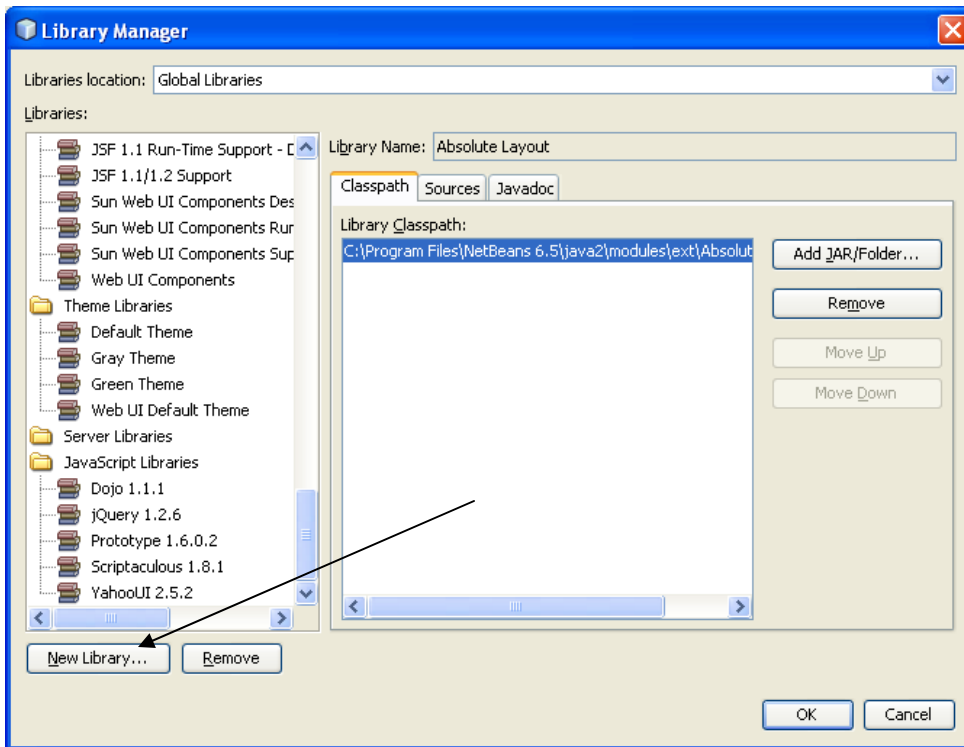 Library Manager
Libraries location: Global Libraries
Libraries:
JSF 1.1 Run-Time Support - D
JSF 1.1/1.2 Support
Sun Web UI Components Des
Sun Web UI Components Run
Sun Web UI Components Sup
Web UI Components
Theme Libraries
Default Theme
Gray Theme
Green Theme
Web UI Default Theme
Server Libraries
JavaScript Libraries
Dojo 1.1.1
jQuery 1.2.6
Prototype 1.6.0.2
Scriptaculous 1.8.1
YahooUI 2.5.2
New Library... Remove
Library Name: Absolute Layout
Classpath Sources Javadoc
Library Classpath:
C:\Program Files\NetBeans 6.5\java2\modules\ext\Absolut
Add JAR/Folder...
Remove
Move Up
Move Down
OK Cancel